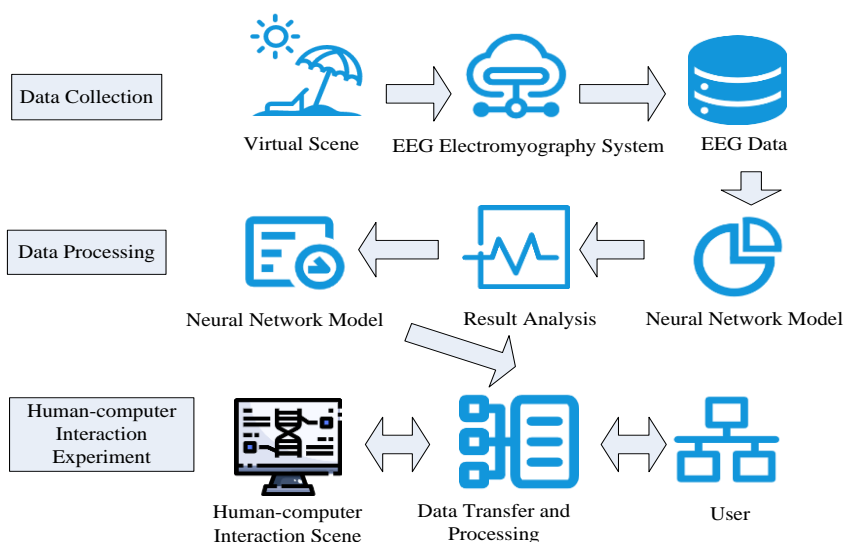 Data Collection
Virtual Scene
EEG Electromyography System
EEG Data
Data Processing
Neural Network Model
Result Analysis
Neural Network Model
Human-computer
Interaction
Experiment
Human-computer
Interaction Scene
Data Transfer and
Processing
User